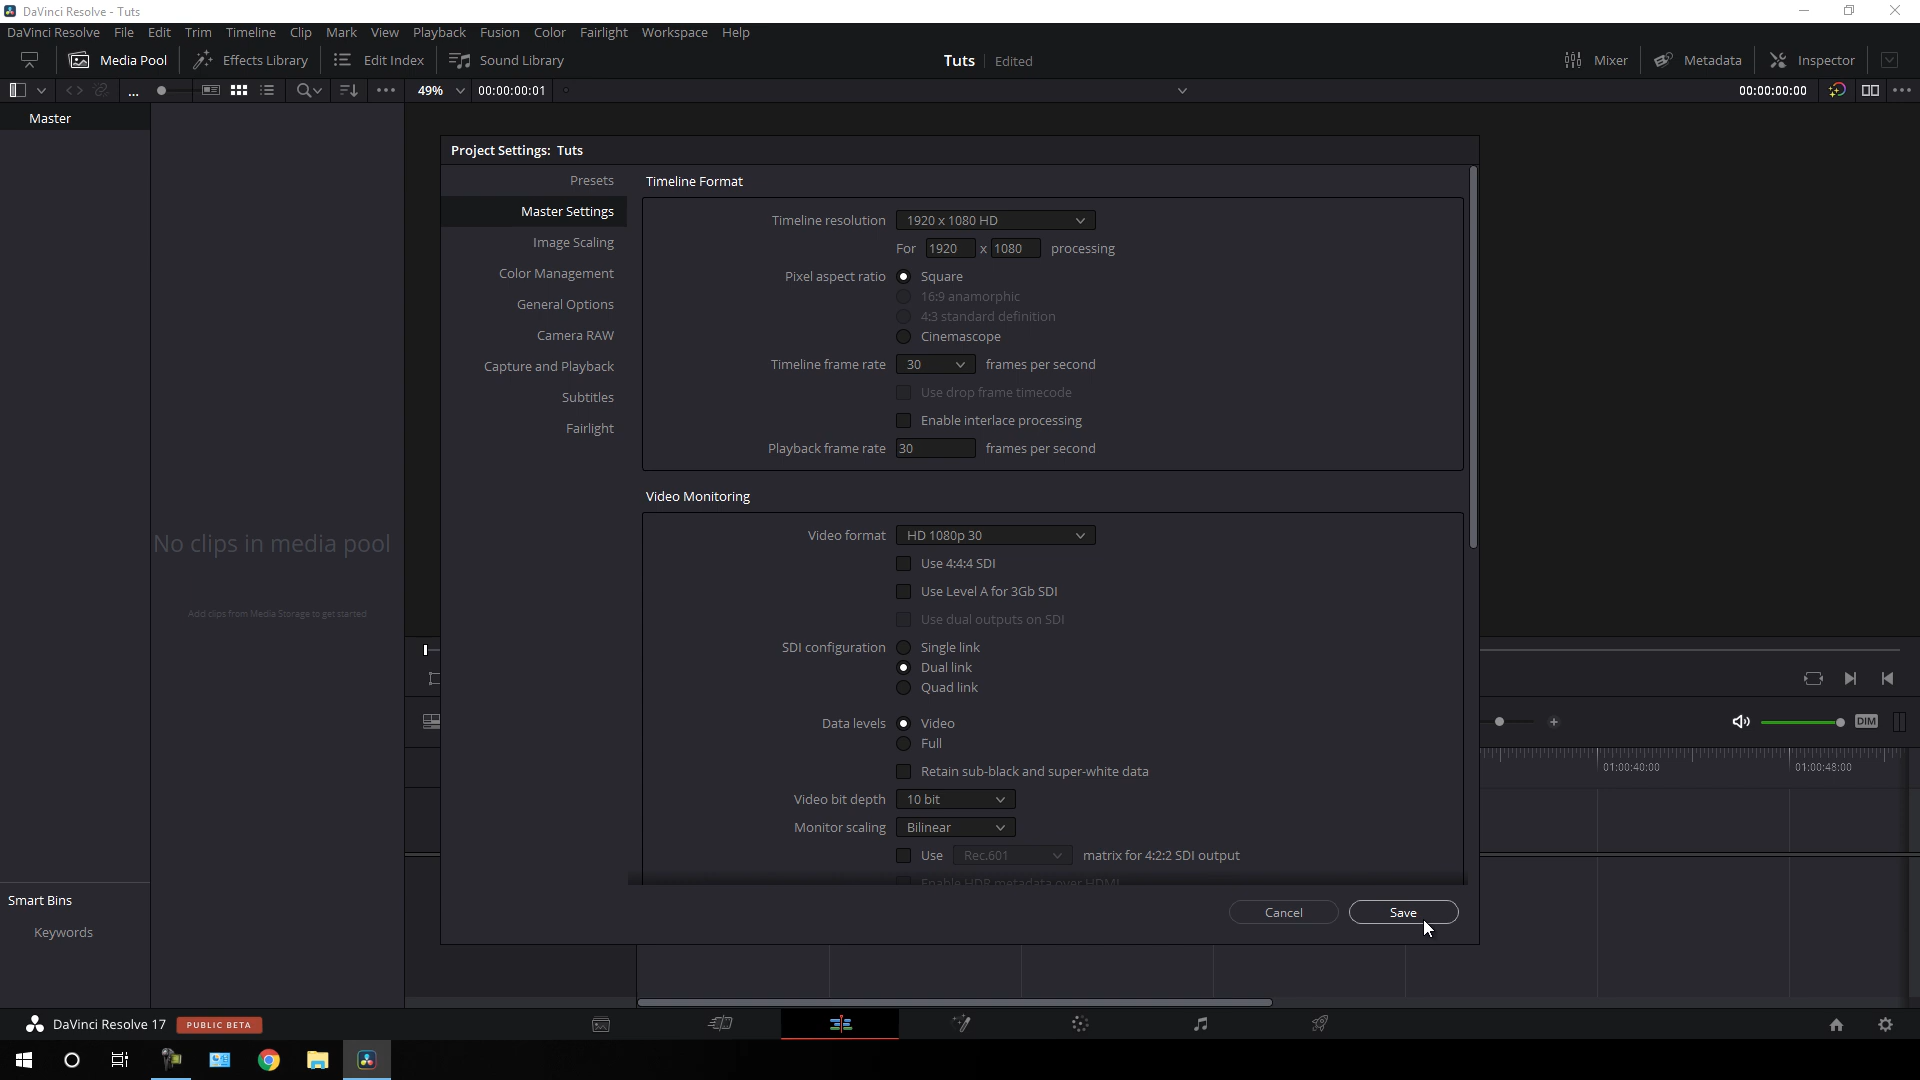 DaVinci Resolve - Tuts
DaVinci Resolve File Edit Trim Timeline Clip Mark View Playback Fusion Color Fairlight Workspace Help
Media Pool Effects Library Edit Index Sound Library Tuts Edited Mixer Metadata Inspector
... 49% 00:00:00:01 00:00:00:00
Master
Project Settings: Tuts
Presets
Master Settings
Image Scaling
Color Management
General Options
Camera RAW
Capture and Playback
Subtitles
Fairlight
Timeline Format
Timeline resolution 1920 x 1080 HD
For 1920 x 1080 processing
Pixel aspect ratio Square
16:9 anamorphic
4:3 standard definition
Cinemascope
Timeline frame rate 30 frames per second
Use drop frame timecode
Enable interlace processing
Playback frame rate 30 frames per second
Video Monitoring
Video format HD 1080p 30
Use 4:4:4 SDI
Use Level A for 3Gb SDI
Use dual outputs on SDI
SDI configuration Single link
Dual link
Quad link
Data levels Video
Full
Retain sub-black and super-white data
Video bit depth 10 bit
Monitor scaling Bilinear
Use Rec.601 matrix for 4:2:2 SDI output
Enable HDR metadata over HDMI
Cancel Save
No clips in media pool
Add clips from Media Storage to get started
DIM
01:00:40:00 01:00:48:00
Smart Bins
Keywords
DaVinci Resolve 17 PUBLIC BETA